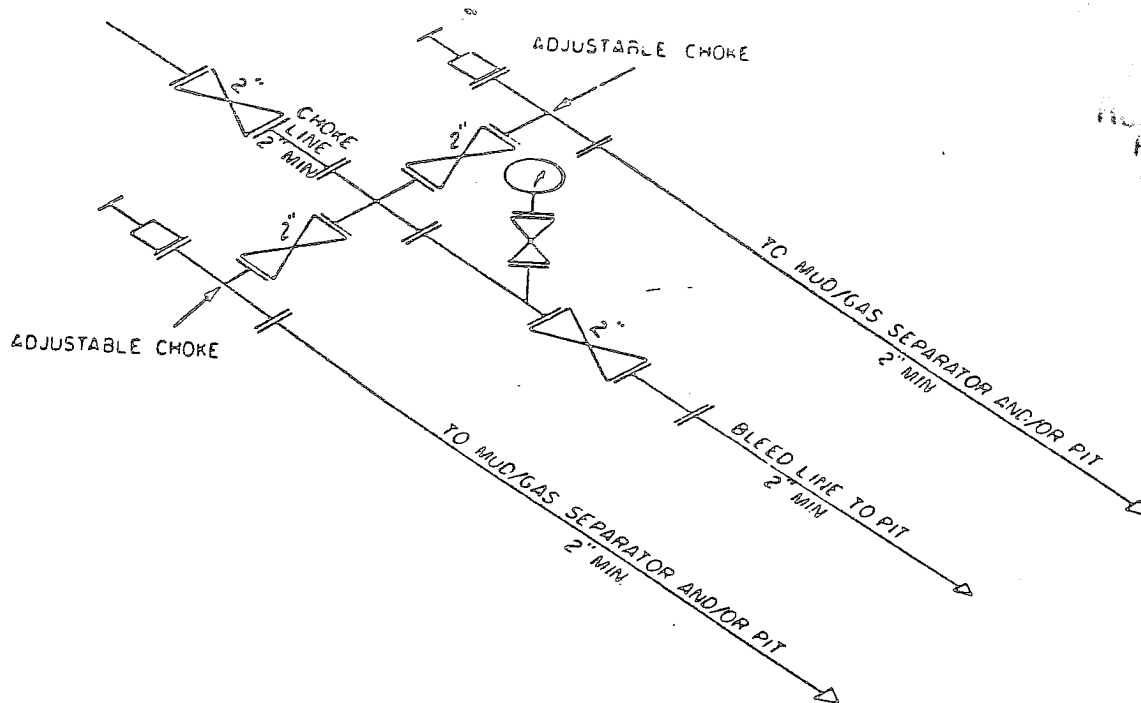 ADJUSTABLE CHOKE
2"
CHOKE
LINE
2" MIN
2"
2"
ADJUSTABLE CHOKE
2"
TO MUD/GAS SEPARATOR AND/OR PIT
2" MIN
BLEED LINE TO PIT
2" MIN
TO MUD/GAS SEPARATOR AND/OR PIT
2" MIN.